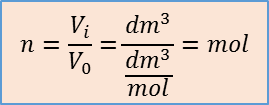 n = V_i / V_0 = dm³ / (dm³ / mol) = mol